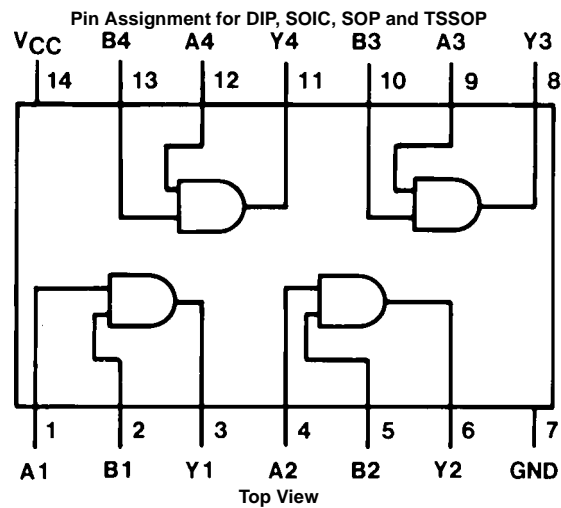 Pin Assignment for DIP, SOIC, SOP and TSSOP
VCC B4 A4 Y4 B3 A3 Y3
14 13 12 11 10 9 8
1 2 3 4 5 6 7
A1 B1 Y1 A2 B2 Y2 GND
Top View